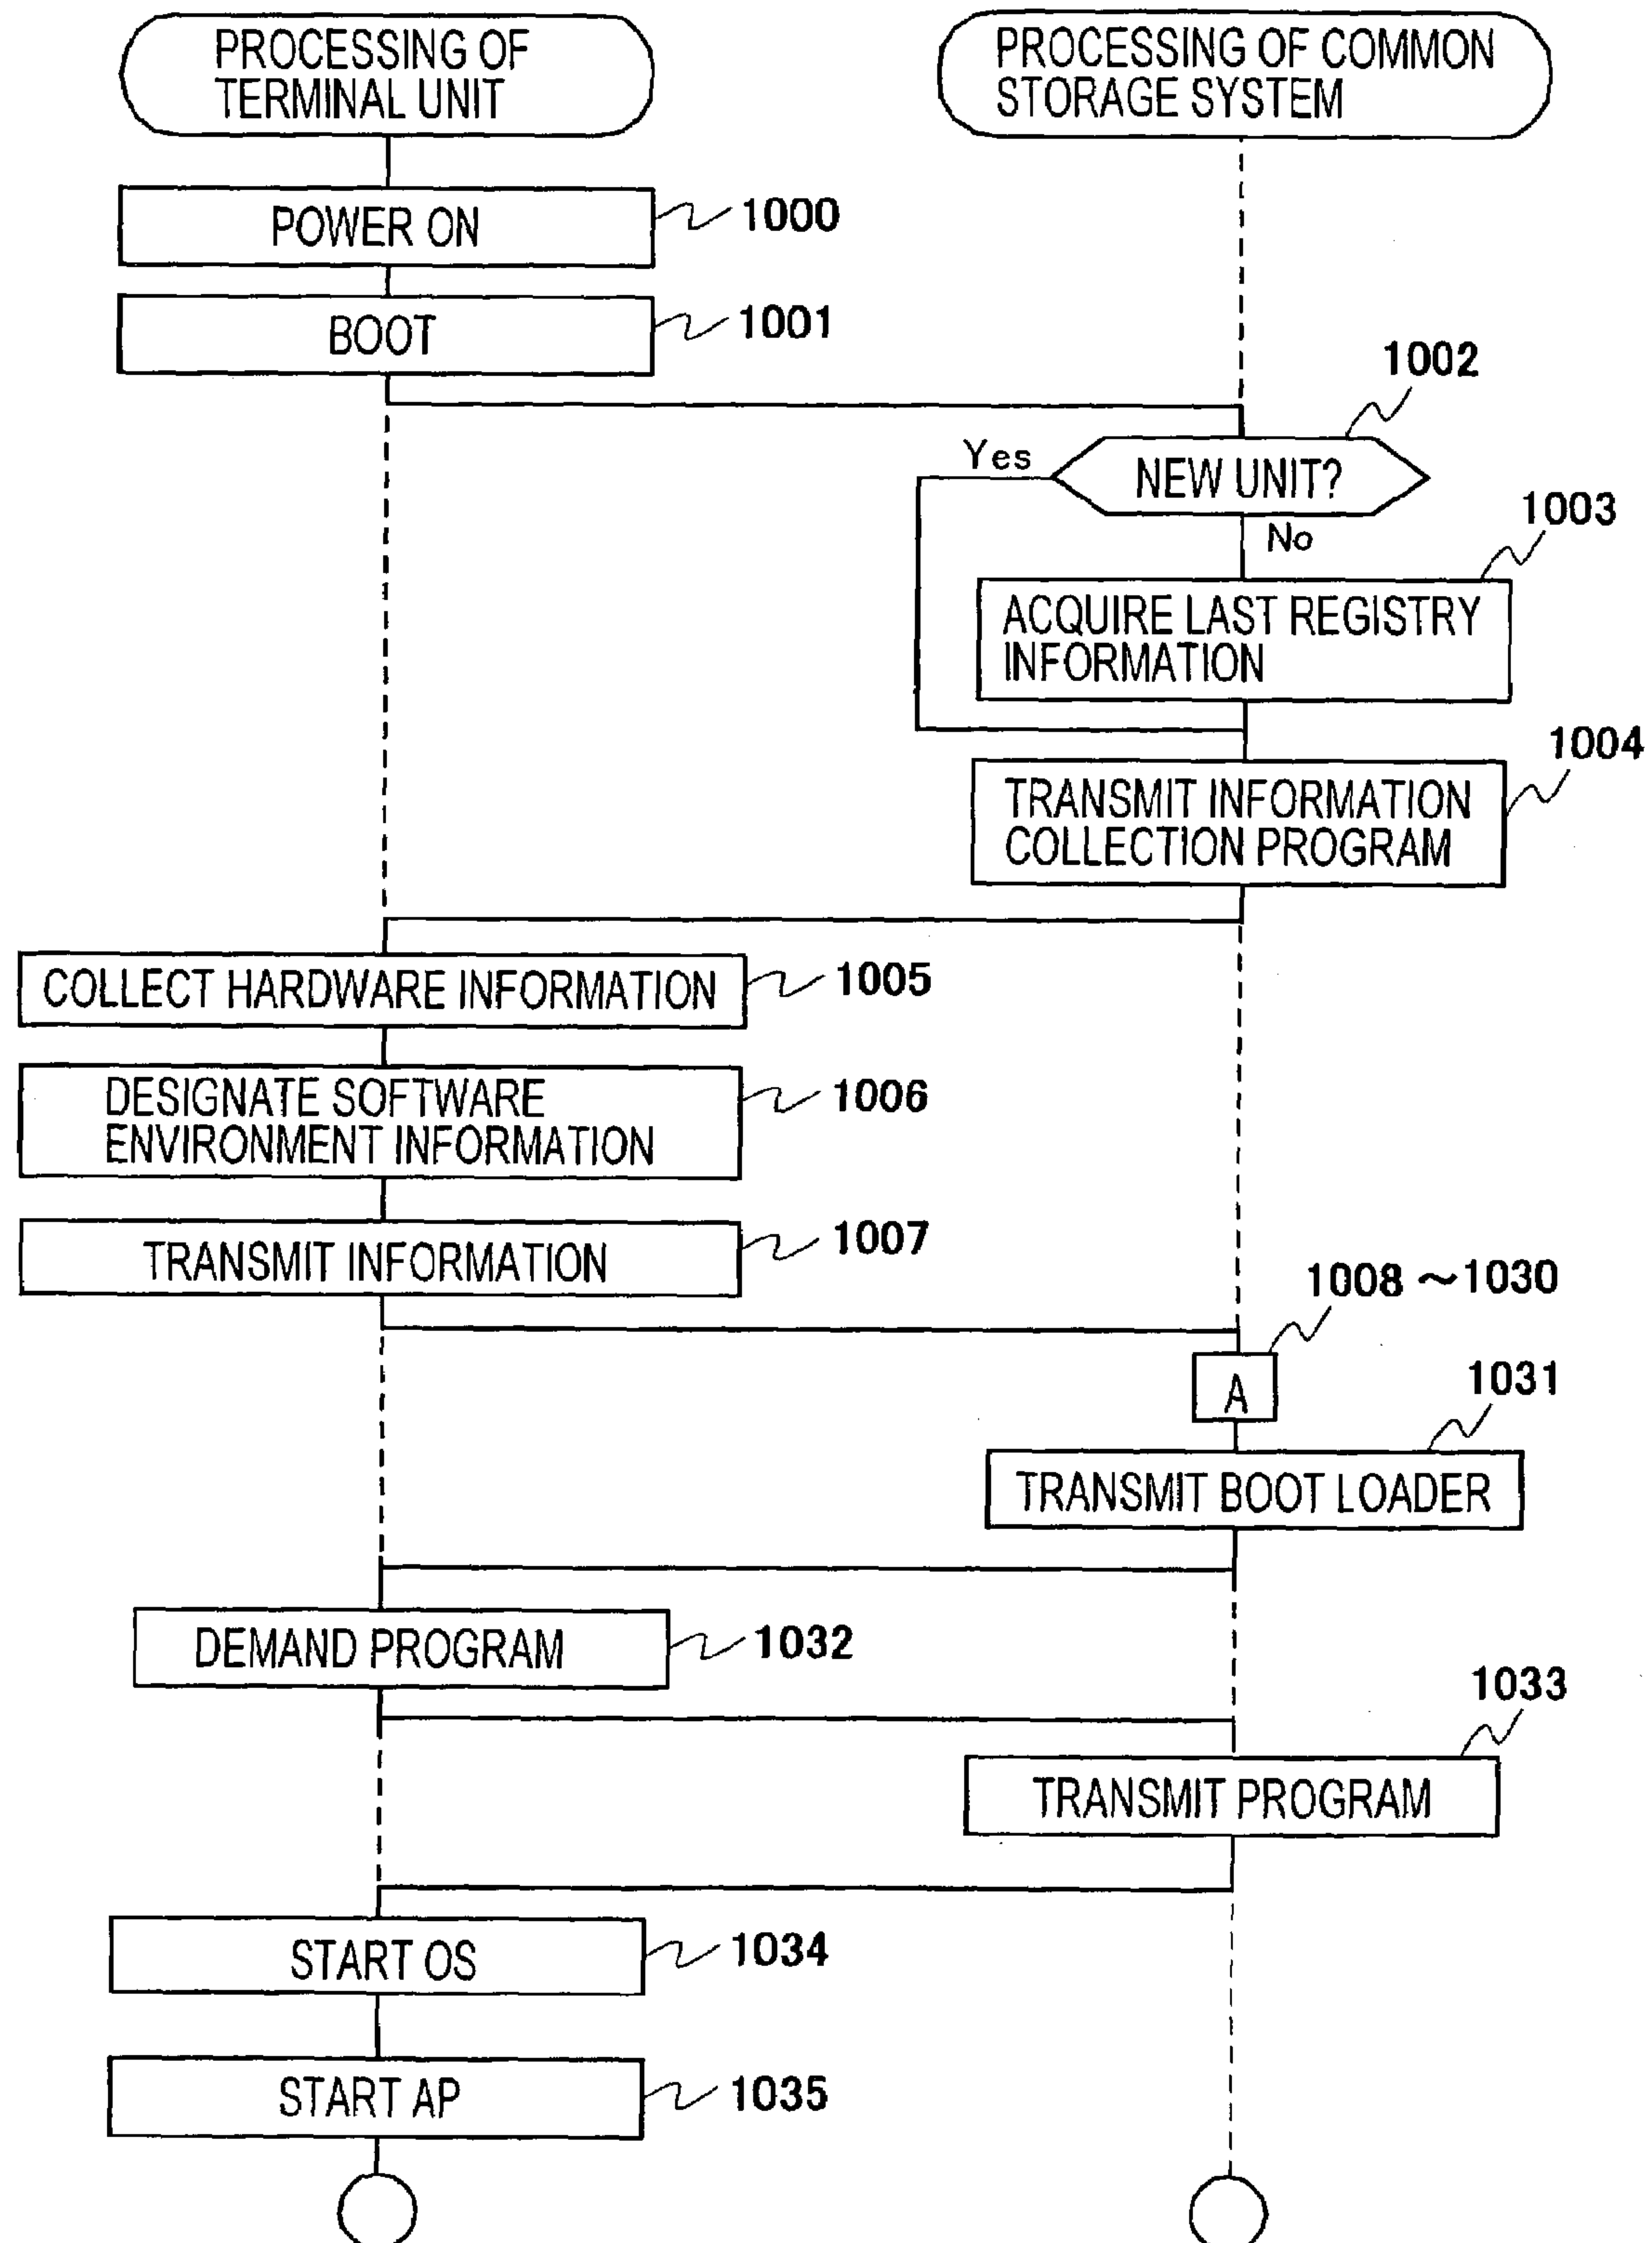 PROCESSING OF
TERMINAL UNIT
PROCESSING OF COMMON
STORAGE SYSTEM
POWER ON
1000
BOOT
1001
1002
Yes
NEW UNIT?
No
1003
ACQUIRE LAST REGISTRY
INFORMATION
1004
TRANSMIT INFORMATION
COLLECTION PROGRAM
COLLECT HARDWARE INFORMATION
1005
DESIGNATE SOFTWARE
ENVIRONMENT INFORMATION
1006
TRANSMIT INFORMATION
1007
1008 ~1030
A
1031
TRANSMIT BOOT LOADER
DEMAND PROGRAM
1032
1033
TRANSMIT PROGRAM
START OS
1034
START AP
1035